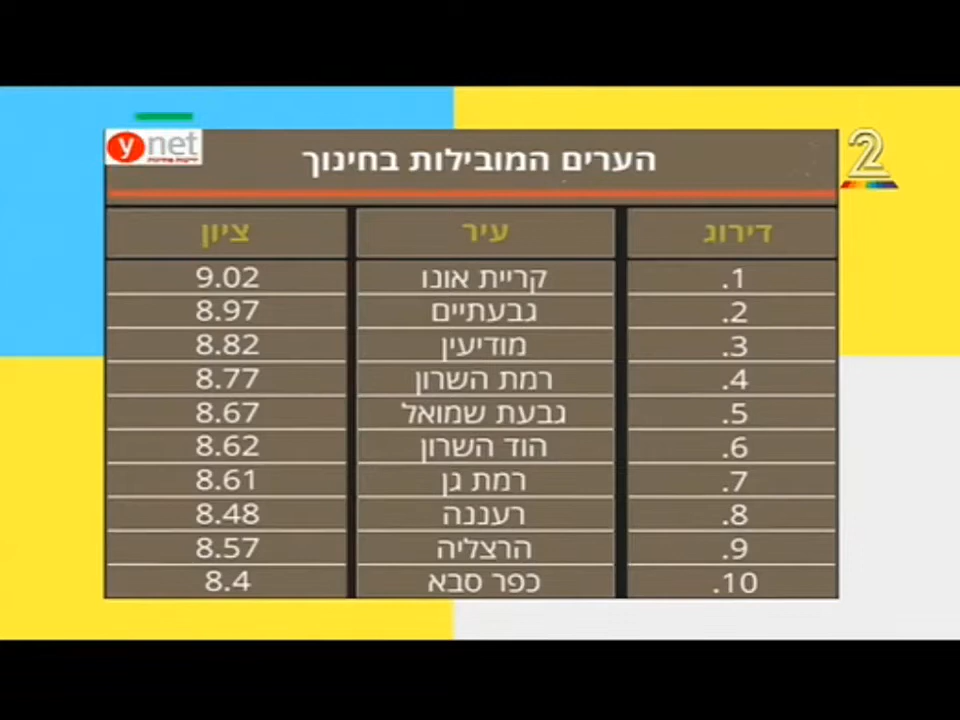 ynet
ידיעות אחרונות
2
הערים המובילות בחינוך
דירוג עיר ציון
1. קריית אונו 9.02
2. גבעתיים 8.97
3. מודיעין 8.82
4. רמת השרון 8.77
5. גבעת שמואל 8.67
6. הוד השרון 8.62
7. רמת גן 8.61
8. רעננה 8.48
9. הרצליה 8.57
10. כפר סבא 8.4